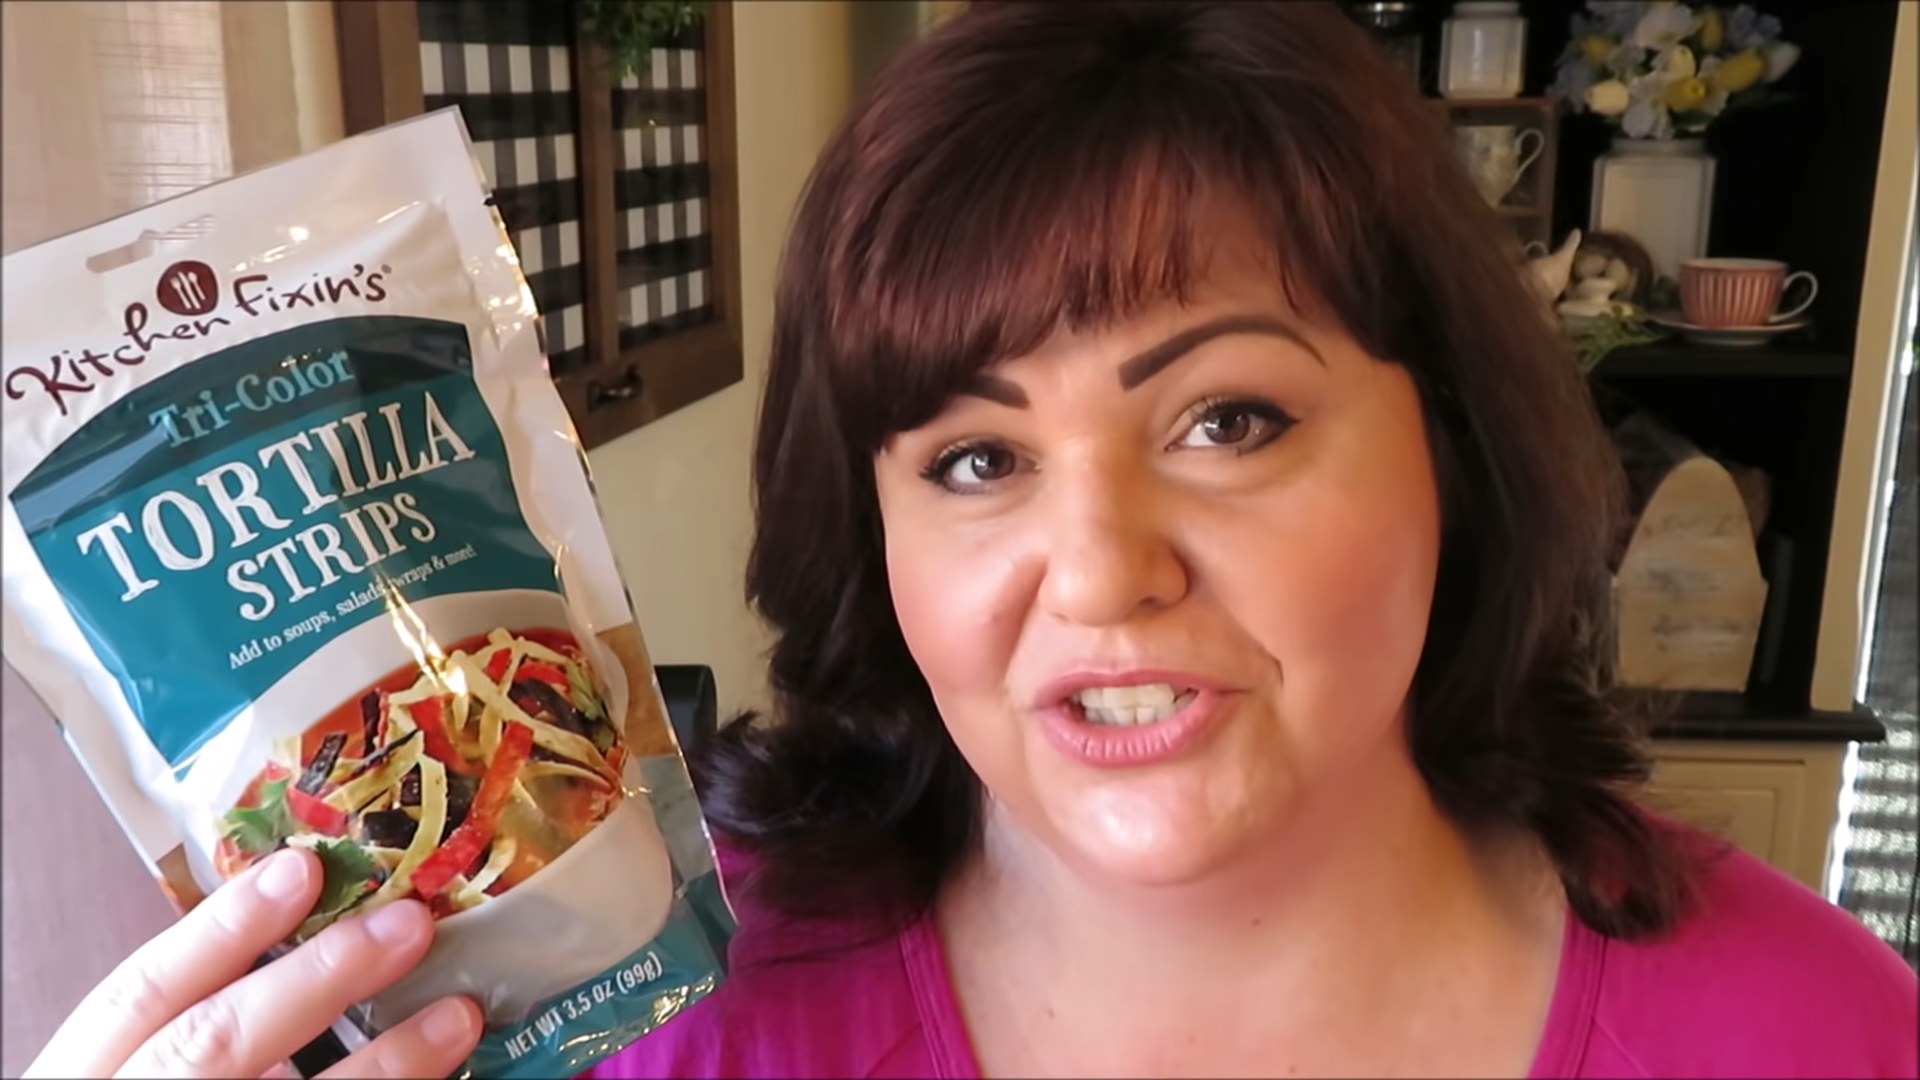 Kitchen Fixin's®
Tri-Color
TORTILLA
STRIPS
Add to soups, salads, wraps & more!
NET WT 3.5 OZ (99g)